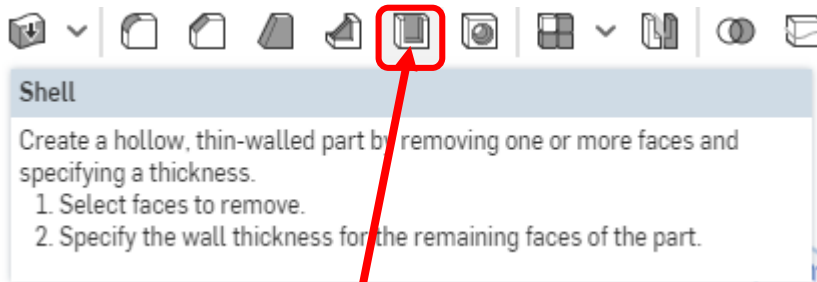 Shell
Create a hollow, thin-walled part by removing one or more faces and
specifying a thickness.
1. Select faces to remove.
2. Specify the wall thickness for the remaining faces of the part.